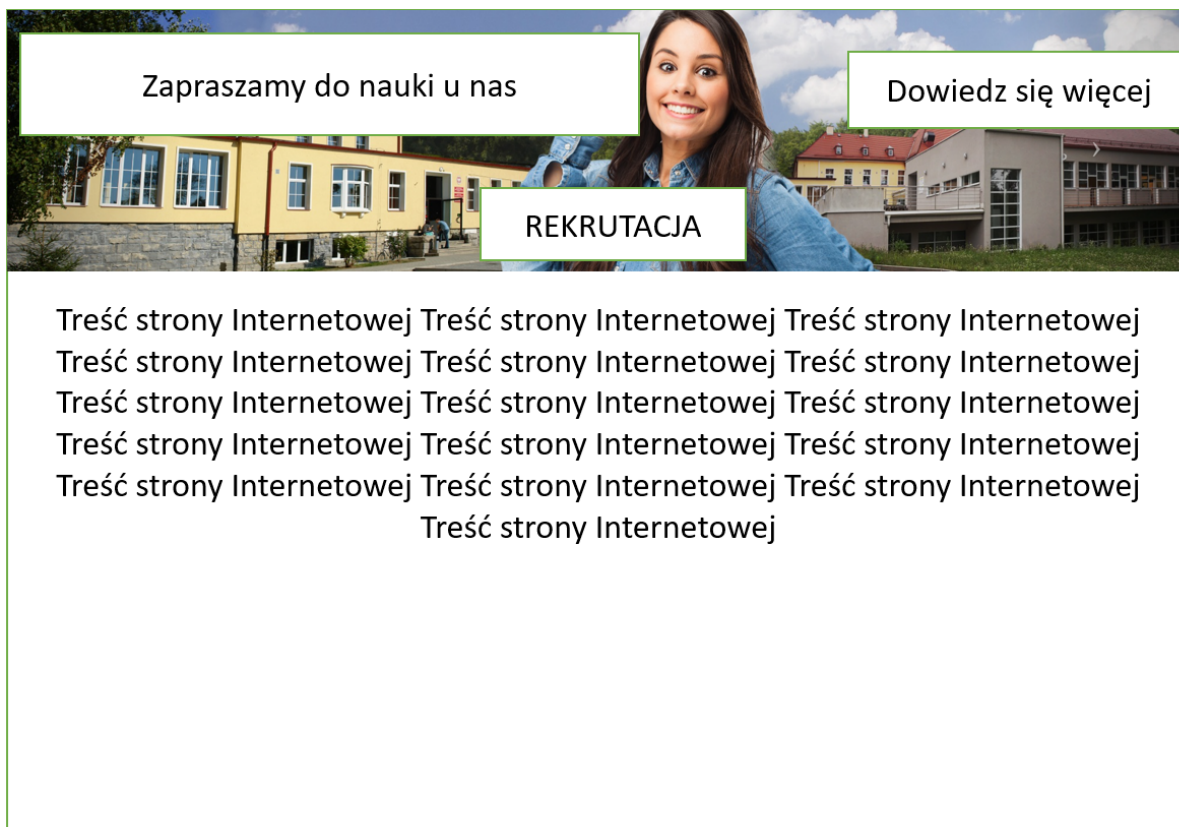 Zapraszamy do nauki u nas
Dowiedz się więcej
REKRUTACJA
Treść strony Internetowej Treść strony Internetowej Treść strony Internetowej
Treść strony Internetowej Treść strony Internetowej Treść strony Internetowej
Treść strony Internetowej Treść strony Internetowej Treść strony Internetowej
Treść strony Internetowej Treść strony Internetowej Treść strony Internetowej
Treść strony Internetowej Treść strony Internetowej Treść strony Internetowej
Treść strony Internetowej